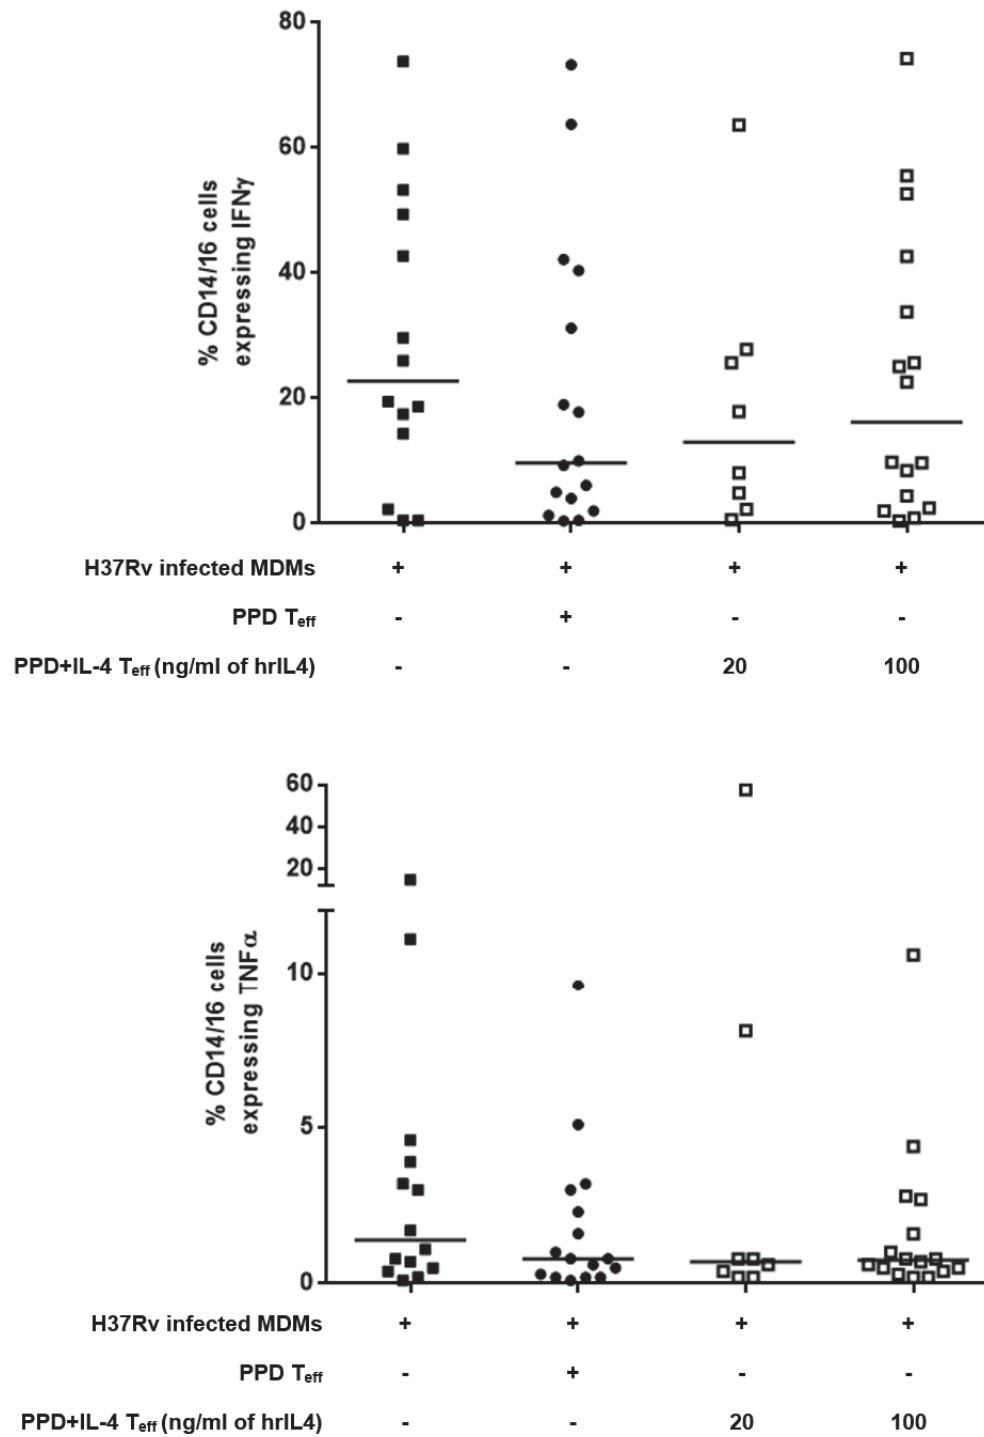 80
60
40
20
0
% CD14/16 cells
expressing IFNγ
H37Rv infected MDMs + + + +
PPD Teff - + - -
PPD+IL-4 Teff (ng/ml of hrIL4) - - 20 100
60
40
20
10
5
0
% CD14/16 cells
expressing TNFα
H37Rv infected MDMs + + + +
PPD Teff - + - -
PPD+IL-4 Teff (ng/ml of hrIL4) - - 20 100